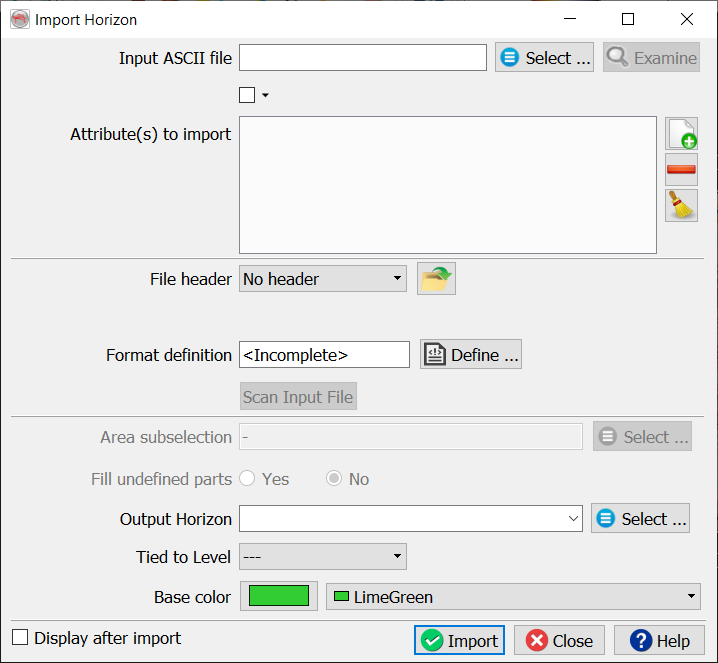 Import Horizon
Input ASCII file
Select ...
Examine
Attribute(s) to import
File header
No header
Format definition
<Incomplete>
Define ...
Scan Input File
Area subselection
-
Select ...
Fill undefined parts
Yes
No
Output Horizon
Select ...
Tied to Level
---
Base color
LimeGreen
Display after import
Import
Close
Help